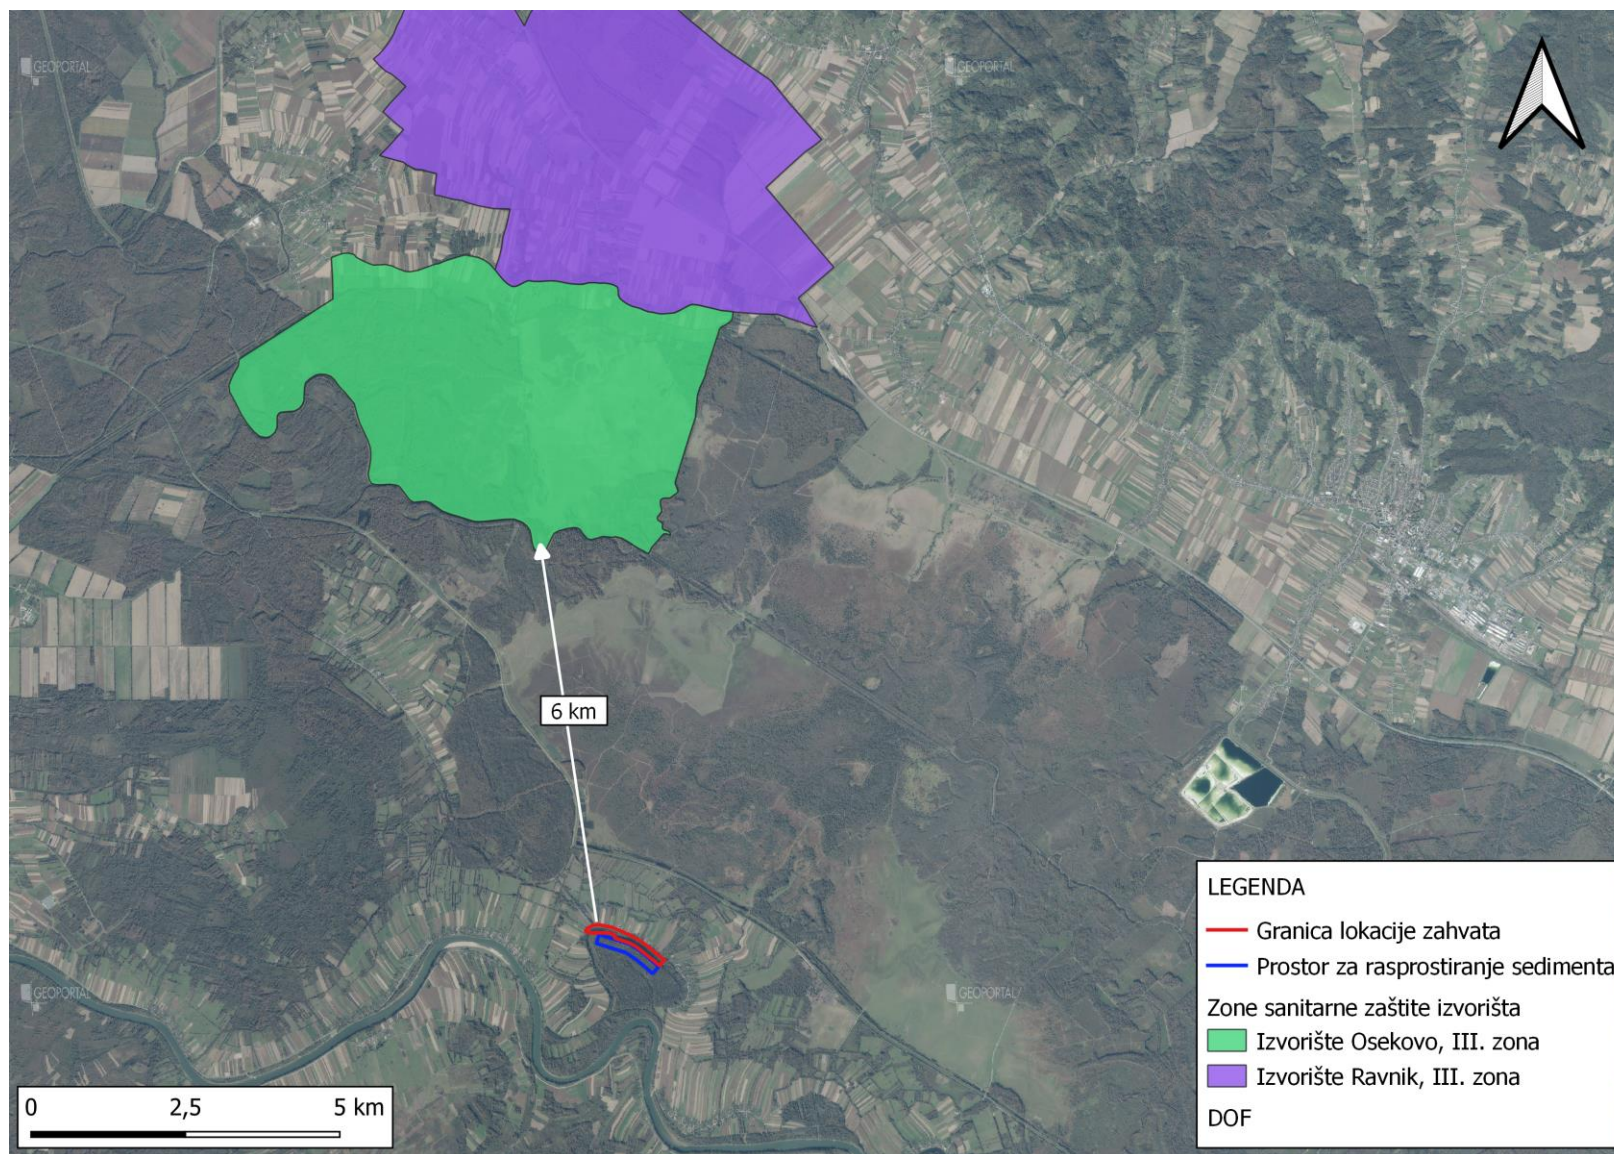 GEOPORTAL
GEOPORTAL
6 km
GEOPORTAL
GEOPORTAL
LEGENDA
Granica lokacije zahvata
Prostor za rasprostiranje sedimenta
Zone sanitarne zaštite izvorišta
Izvorište Osekovo, III. zona
Izvorište Ravnik, III. zona
DOF
0 2,5 5 km